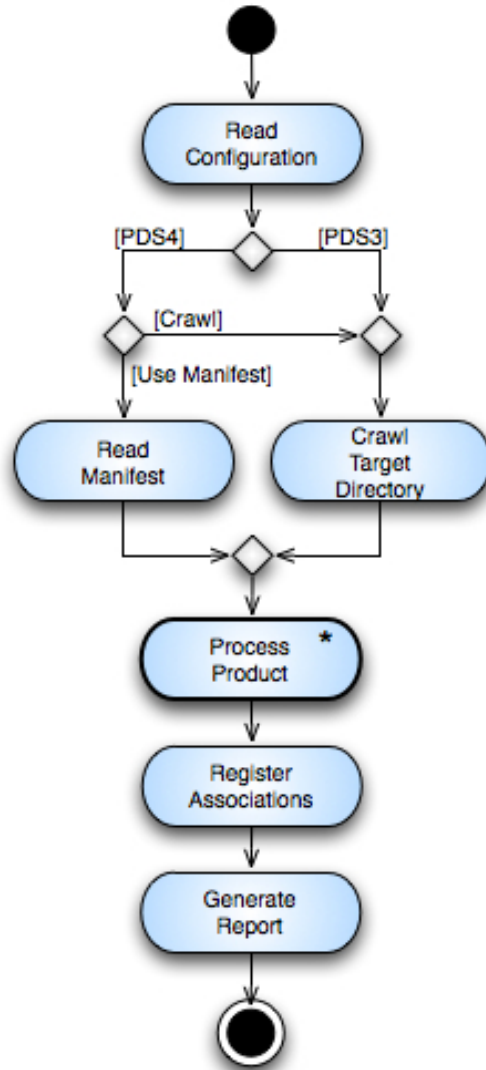 Read
Configuration
[PDS4]
[PDS3]
[Crawl]
[Use Manifest]
Read
Manifest
Crawl
Target
Directory
Process *
Product
Register
Associations
Generate
Report